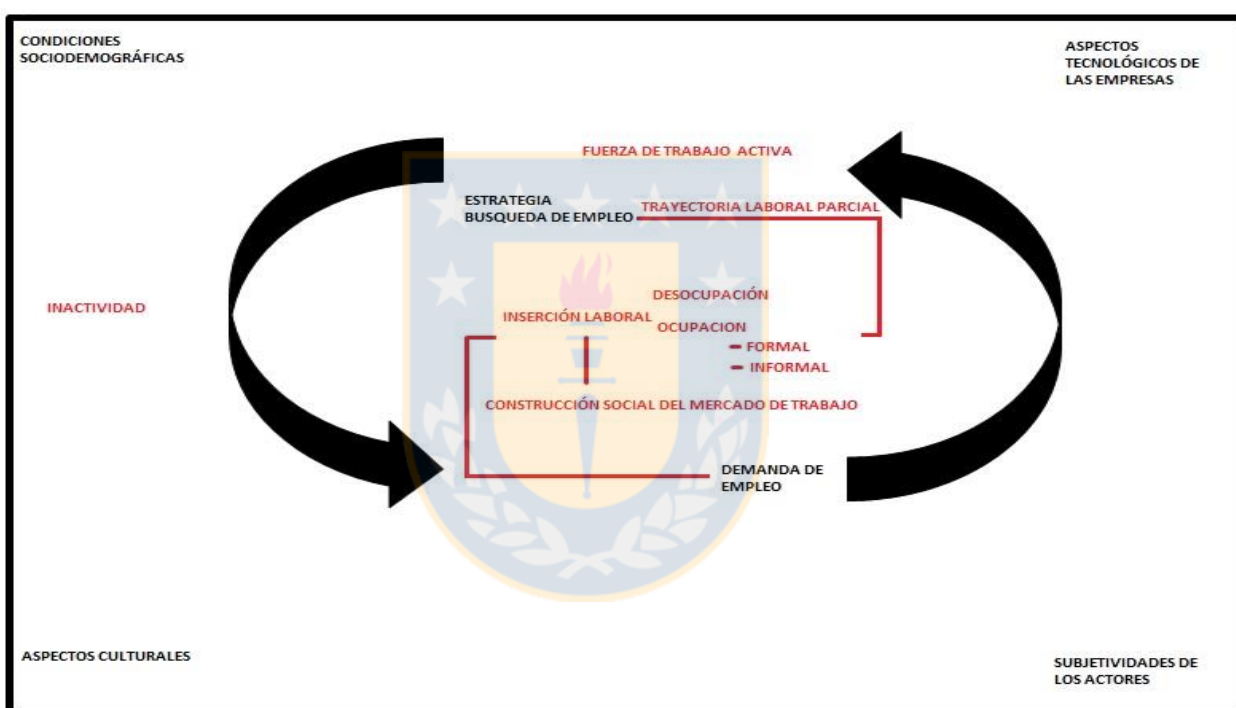 CONDICIONES
SOCIODEMOGRÁFICAS
ASPECTOS
TECNOLÓGICOS DE
LAS EMPRESAS
FUERZA DE TRABAJO ACTIVA
ESTRATEGIA
BUSQUEDA DE EMPLEO
TRAYECTORIA LABORAL PARCIAL
INACTIVIDAD
DESOCUPACIÓN
INSERCIÓN LABORAL
OCUPACION
- FORMAL
- INFORMAL
CONSTRUCCIÓN SOCIAL DEL MERCADO DE TRABAJO
DEMANDA DE
EMPLEO
ASPECTOS CULTURALES
SUBJETIVIDADES DE
LOS ACTORES